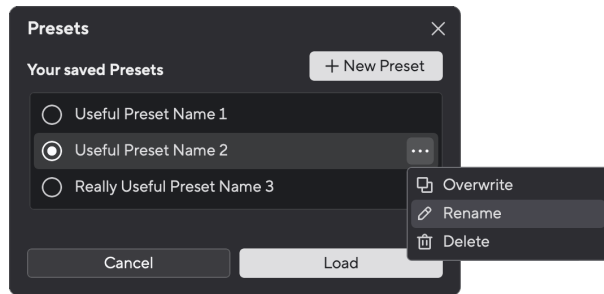 Presets
Your saved Presets
+ New Preset
Useful Preset Name 1
Useful Preset Name 2
Really Useful Preset Name 3
Overwrite
Rename
Delete
Cancel
Load